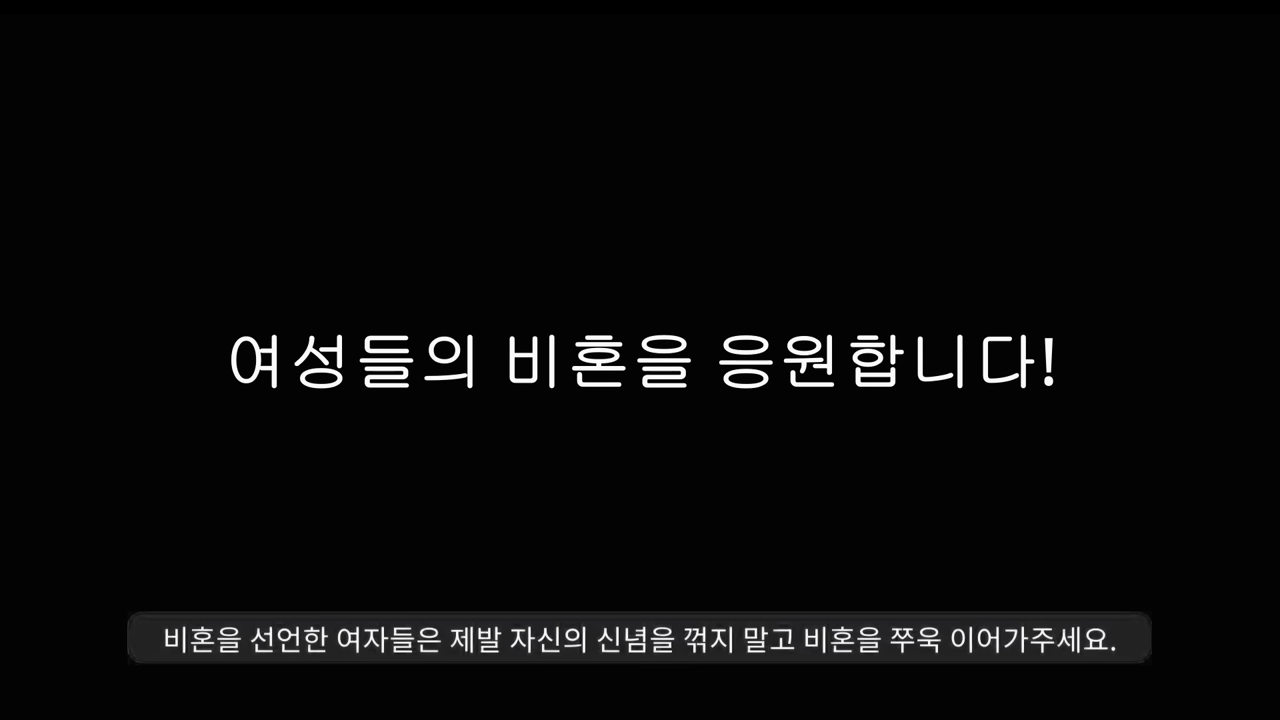 여성들의 비혼을 응원합니다!
비혼을 선언한 여자들은 제발 자신의 신념을 꺾지 말고 비혼을 쭈욱 이어가주세요.